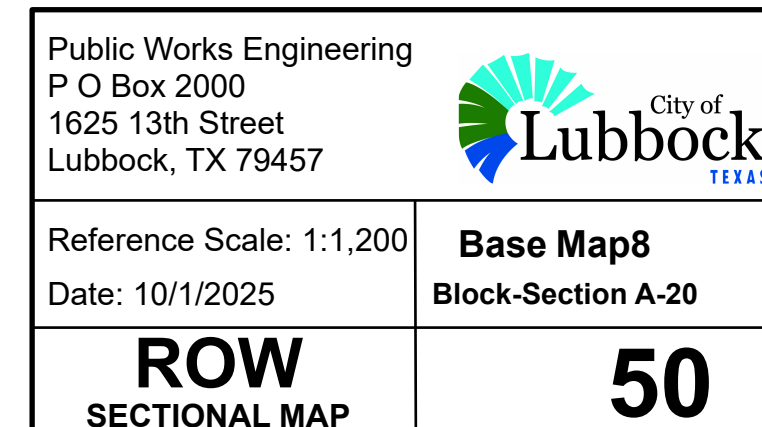 Public Works Engineering
P O Box 2000
1625 13th Street
Lubbock, TX 79457
City of
Lubbock
TEXAS
Reference Scale: 1:1,200
Date: 10/1/2025
Base Map8
Block-Section A-20
ROW
SECTIONAL MAP
50